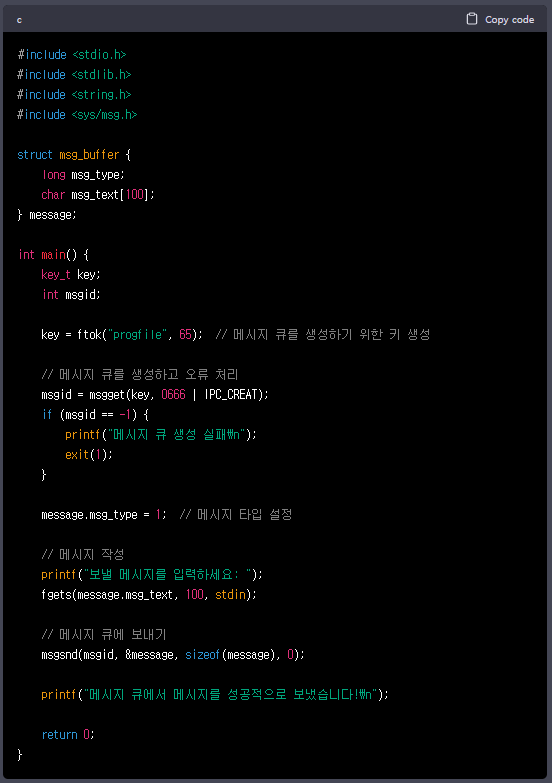 c
Copy code
#include <stdio.h>
#include <stdlib.h>
#include <string.h>
#include <sys/msg.h>
struct msg_buffer {
    long msg_type;
    char msg_text[100];
} message;
int main() {
    key_t key;
    int msgid;
    key = ftok("progfile", 65);  // 메시지 큐를 생성하기 위한 키 생성
    // 메시지 큐를 생성하고 오류 처리
    msgid = msgget(key, 0666 | IPC_CREAT);
    if (msgid == -1) {
        printf("메시지 큐 생성 실패₩n");
        exit(1);
    }
    message.msg_type = 1;  // 메시지 타입 설정
    // 메시지 작성
    printf("보낼 메시지를 입력하세요: ");
    fgets(message.msg_text, 100, stdin);
    // 메시지 큐에 보내기
    msgsnd(msgid, &message, sizeof(message), 0);
    printf("메시지 큐에서 메시지를 성공적으로 보냈습니다!₩n");
    return 0;
}